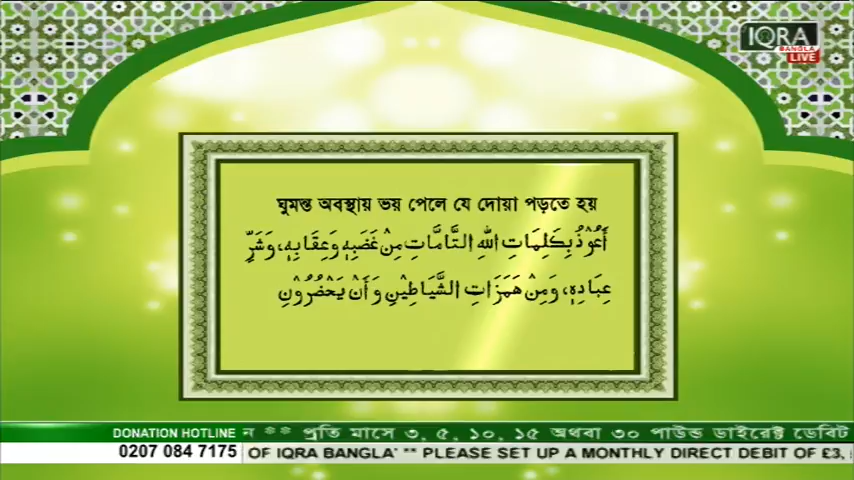 IQRA
BANGLA
LIVE
ঘুমন্ত অবস্থায় ভয় পেলে যে দোয়া পড়তে হয়
أَعُوْذُ بِكَلِمَاتِ اللهِ التَّامَّاتِ مِنْ غَضَبِهِ وَعِقَابِهِ، وَشَرِّ
عِبَادِهِ، وَمِنْ هَمَزَاتِ الشَّيَاطِيْنِ وَأَنْ يَحْضُرُوْنِ
DONATION HOTLINE ন ** প্রতি মাসে ৩, ৫, ১০, ১৫ অথবা ৩০ পাউন্ড ডাইরেক্ট ডেবিট
0207 084 7175 OF IQRA BANGLA" ** PLEASE SET UP A MONTHLY DIRECT DEBIT OF £3,